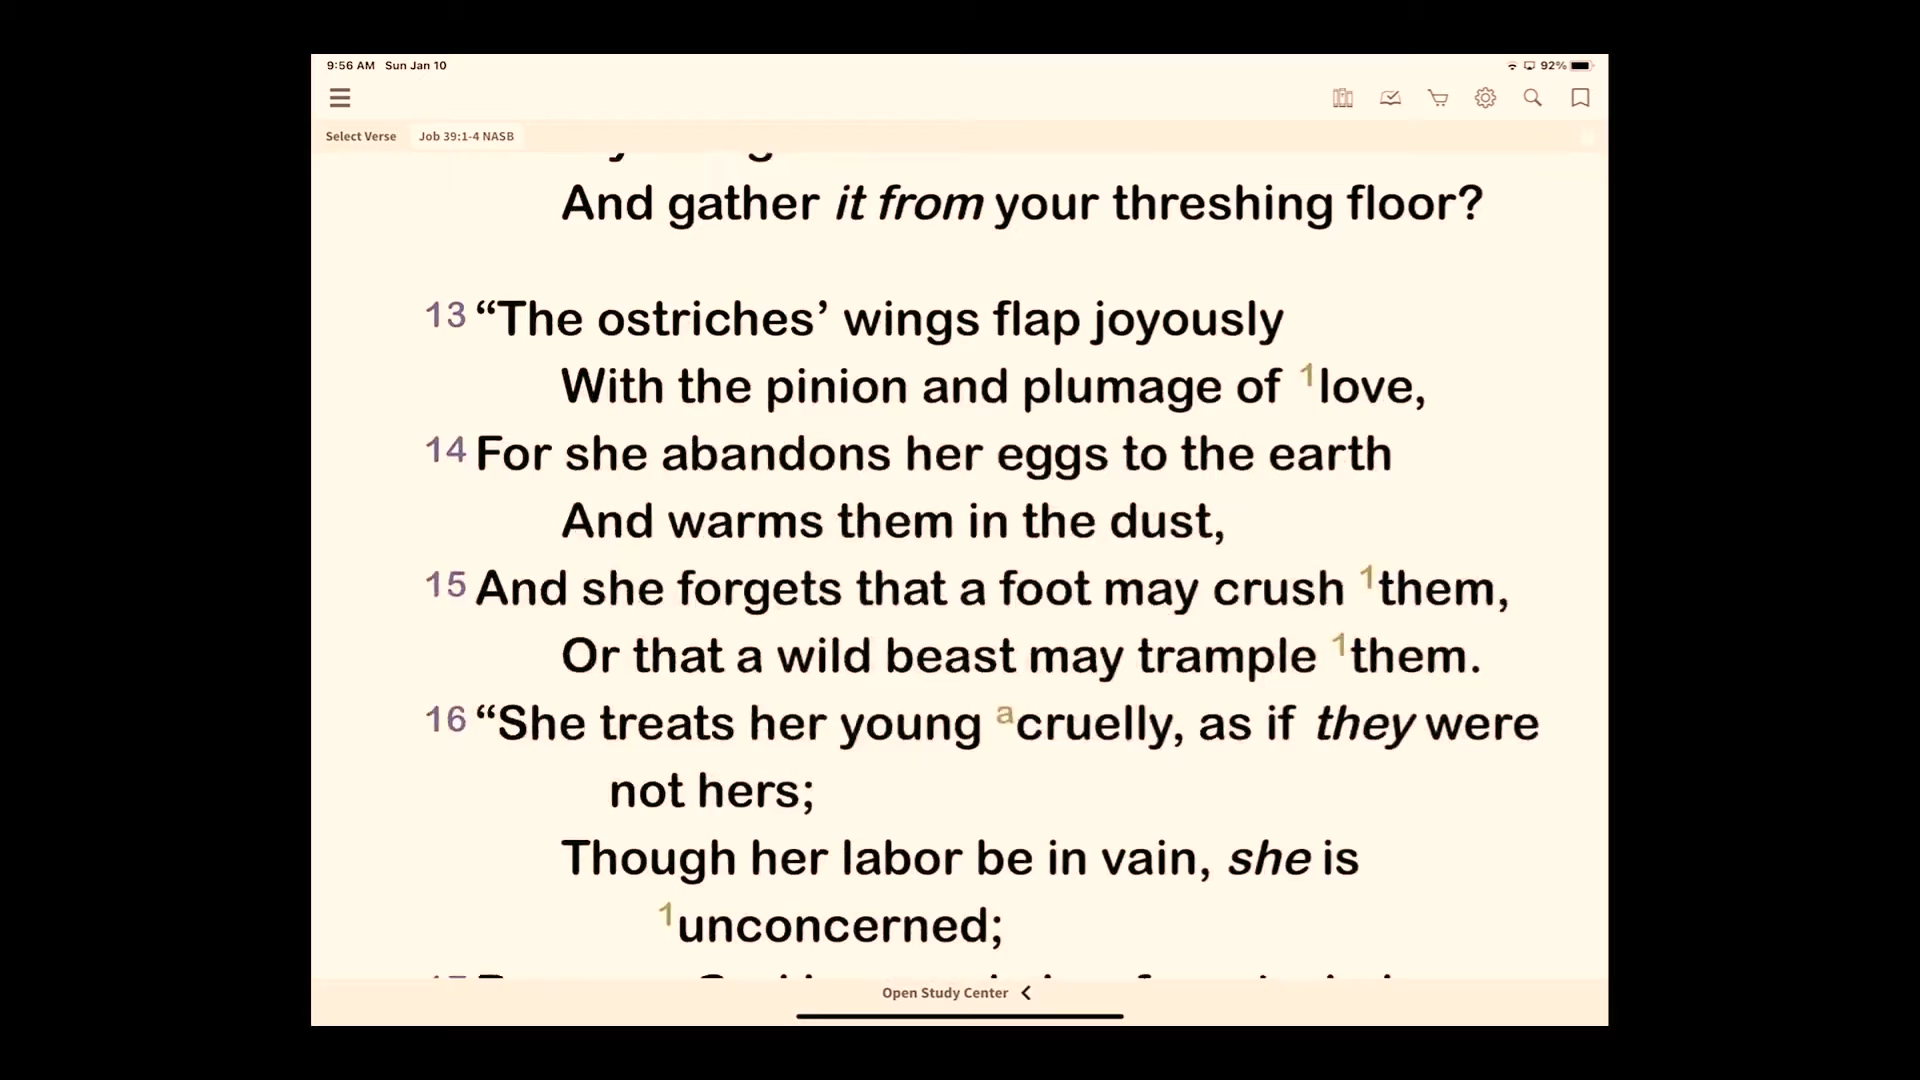 9:56 AM Sun Jan 10
92%
Select Verse Job 39:1-4 NASB
And gather it from your threshing floor?
13 “The ostriches’ wings flap joyously
With the pinion and plumage of 1love,
14 For she abandons her eggs to the earth
And warms them in the dust,
15 And she forgets that a foot may crush 1them,
Or that a wild beast may trample 1them.
16 “She treats her young acruelly, as if they were
not hers;
Though her labor be in vain, she is
1unconcerned;
Open Study Center